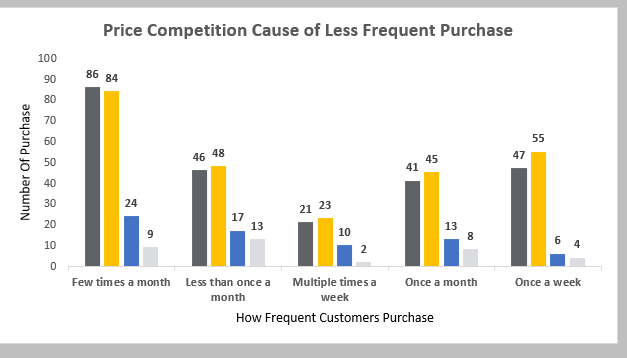 Price Competition Cause of Less Frequent Purchase
Number Of Purchase
100
90
80
70
60
50
40
30
20
10
0
86 84 24 9
46 48 17 13
21 23 10 2
41 45 13 8
47 55 6 4
Few times a month
Less than once a
month
Multiple times a
week
Once a month
Once a week
How Frequent Customers Purchase